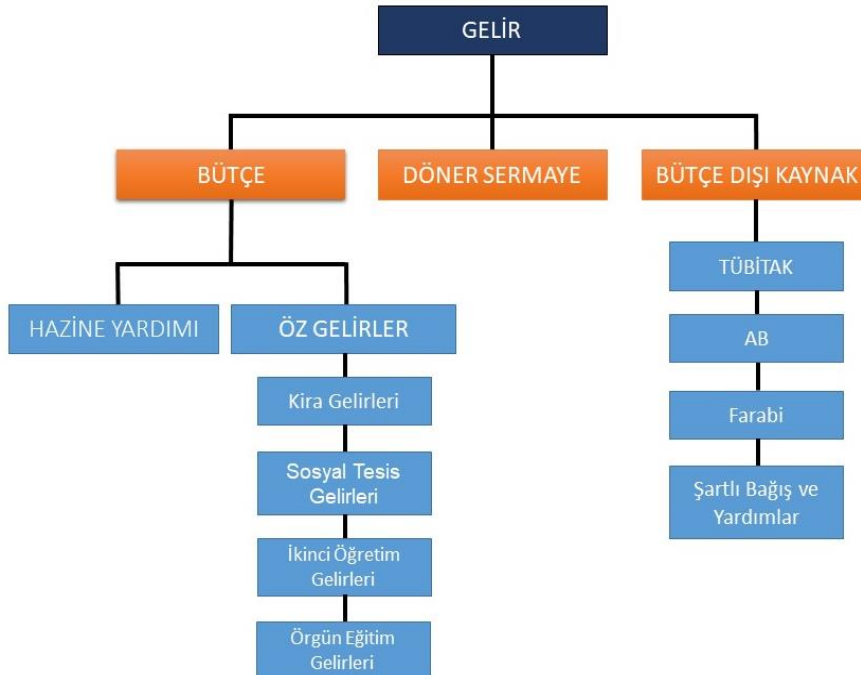 GELİR
BÜTÇE
DÖNER SERMAYE
BÜTÇE DIŞI KAYNAK
HAZİNE YARDIMI
ÖZ GELİRLER
Kira Gelirleri
Sosyal Tesis
Gelirleri
İkinci Öğretim
Gelirleri
Örgün Eğitim
Gelirleri
TÜBİTAK
AB
Farabi
Şartlı Bağış ve
Yardımlar